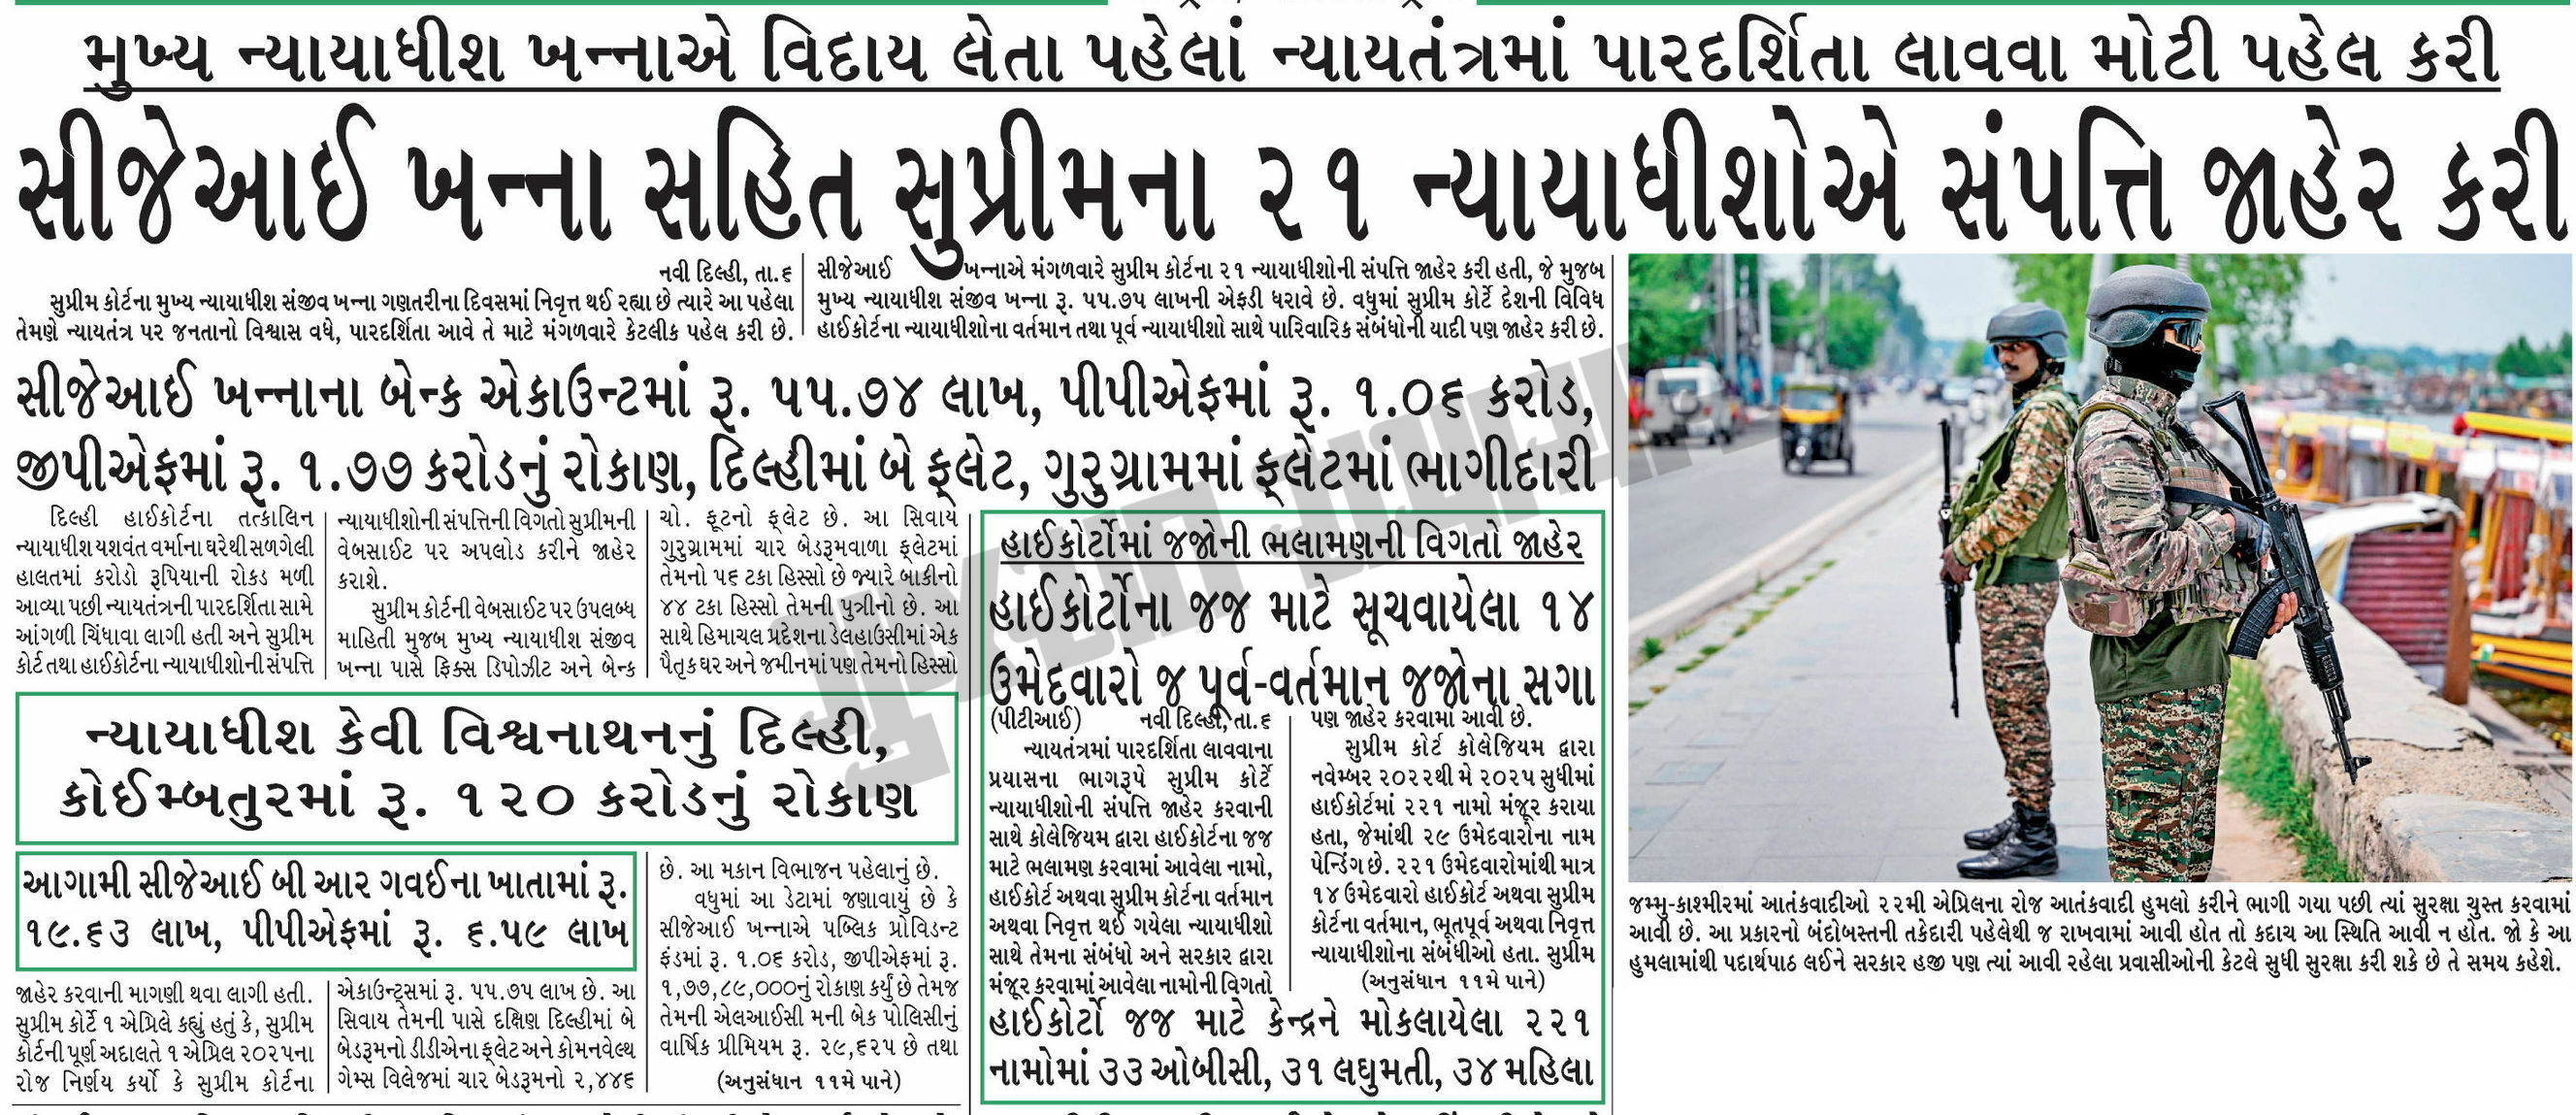 મુખ્ય ન્યાયાધીશ ખન્નાએ વિદાય લેતા પહેલાં ન્યાયતંત્રમાં પારદર્શિતા લાવવા મોટી પહેલ કરી
સીજેઆઈ ખન્ના સહિત સુપ્રીમના ૨૧ ન્યાયાધીશોએ સંપત્તિ જાહેર કરી
નવી દિલ્હી, તા.૬
સુપ્રીમ કોર્ટના મુખ્ય ન્યાયાધીશ સંજીવ ખન્ના ગણતરીના દિવસમાં નિવૃત્ત થઈ રહ્યા છે ત્યારે આ પહેલા
તેમણે ન્યાયતંત્ર પર જનતાનો વિશ્વાસ વધે, પારદર્શિતા આવે તે માટે મંગળવારે કેટલીક પહેલ કરી છે.
સીજેઆઈ ખન્નાએ મંગળવારે સુપ્રીમ કોર્ટના ૨૧ ન્યાયાધીશોની સંપત્તિ જાહેર કરી હતી, જે મુજબ
મુખ્ય ન્યાયાધીશ સંજીવ ખન્ના રૂ. ૫૫.૭૫ લાખની એફડી ધરાવે છે. વધુમાં સુપ્રીમ કોર્ટે દેશની વિવિધ
હાઈકોર્ટના ન્યાયાધીશોના વર્તમાન તથા પૂર્વ ન્યાયાધીશો સાથે પારિવારિક સંબંધોની યાદી પણ જાહેર કરી છે.
સીજેઆઈ ખન્નાના બેન્ક એકાઉન્ટમાં રૂ. ૫૫.૭૪ લાખ, પીપીએફમાં રૂ. ૧.૦૬ કરોડ,
જીપીએફમાં રૂ. ૧.૭૭ કરોડનું રોકાણ, દિલ્હીમાં બે ફ્લેટ, ગુરુગ્રામમાં ફ્લેટમાં ભાગીદારી
દિલ્હી હાઈકોર્ટના તત્કાલિન
ન્યાયાધીશ યશવંત વર્માના ઘરેથી સળગેલી
હાલતમાં કરોડો રૂપિયાની રોકડ મળી
આવ્યા પછી ન્યાયતંત્રની પારદર્શિતા સામે
આંગળી ચિંધાવા લાગી હતી અને સુપ્રીમ
કોર્ટ તથા હાઈકોર્ટના ન્યાયાધીશોની સંપત્તિ
ન્યાયાધીશ કેવી વિશ્વનાથનનું દિલ્હી,
કોઈમ્બતુરમાં રૂ. ૧૨૦ કરોડનું રોકાણ
આગામી સીજેઆઈ બી આર ગવઈના ખાતામાં રૂ.
૧૯.૬૩ લાખ, પીપીએફમાં રૂ. ૬.૫૯ લાખ
જાહેર કરવાની માગણી થવા લાગી હતી.
સુપ્રીમ કોર્ટે ૧ એપ્રિલે કહ્યું હતું કે, સુપ્રીમ
કોર્ટની પૂર્ણ અદાલતે ૧ એપ્રિલ ૨૦૨૫ના
રોજ નિર્ણય કર્યો કે સુપ્રીમ કોર્ટના
ન્યાયાધીશોની સંપત્તિની વિગતો સુપ્રીમની
વેબસાઈટ પર અપલોડ કરીને જાહેર
કરાશે.
સુપ્રીમ કોર્ટની વેબસાઈટ પર ઉપલબ્ધ
માહિતી મુજબ મુખ્ય ન્યાયાધીશ સંજીવ
ખન્ના પાસે ફિક્સ ડિપોઝીટ અને બેન્ક
એકાઉન્ટ્સમાં રૂ. ૫૫.૭૫ લાખ છે. આ
સિવાય તેમની પાસે દક્ષિણ દિલ્હીમાં બે
બેડરૂમનો ડીડીએના ફ્લેટ અને કોમનવેલ્થ
ગેમ્સ વિલેજમાં ચાર બેડરૂમનો ૨,૪૪૬
ચો. ફૂટનો ફ્લેટ છે. આ સિવાય
ગુરુગ્રામમાં ચાર બેડરૂમવાળા ફ્લેટમાં
તેમનો ૫૬ ટકા હિસ્સો છે જ્યારે બાકીનો
૪૪ ટકા હિસ્સો તેમની પુત્રીનો છે. આ
સાથે હિમાચલ પ્રદેશના ડેલહાઉસીમાં એક
પૈતૃક ઘર અને જમીનમાં પણ તેમનો હિસ્સો
છે. આ મકાન વિભાજન પહેલાનું છે.
વધુમાં આ ડેટામાં જણાવાયું છે કે
સીજેઆઈ ખન્નાએ પબ્લિક પ્રોવિડન્ટ
ફંડમાં રૂ. ૧.૦૬ કરોડ, જીપીએફમાં રૂ.
૧,૭૭,૮૯,૦૦૦નું રોકાણ કર્યું છે તેમજ
તેમની એલઆઈસી મની બેક પોલિસીનું
વાર્ષિક પ્રીમિયમ રૂ. ૨૯,૬૨૫ છે તથા
(અનુસંધાન ૧૧મે પાને)
હાઈકોર્ટોમાં જજોની ભલામણની વિગતો જાહેર
હાઈકોર્ટોના જજ માટે સૂચવાયેલા ૧૪
ઉમેદવારો જ પૂર્વ-વર્તમાન જજોના સગા
(પીટીઆઈ) નવી દિલ્હી, તા.૬
ન્યાયતંત્રમાં પારદર્શિતા લાવવાના
પ્રયાસના ભાગરૂપે સુપ્રીમ કોર્ટે
ન્યાયાધીશોની સંપત્તિ જાહેર કરવાની
સાથે કોલેજિયમ દ્વારા હાઈકોર્ટના જજ
માટે ભલામણ કરવામાં આવેલા નામો,
હાઈકોર્ટ અથવા સુપ્રીમ કોર્ટના વર્તમાન
અથવા નિવૃત્ત થઈ ગયેલા ન્યાયાધીશો
સાથે તેમના સંબંધો અને સરકાર દ્વારા
મંજૂર કરવામાં આવેલા નામોની વિગતો
પણ જાહેર કરવામાં આવી છે.
સુપ્રીમ કોર્ટ કોલેજિયમ દ્વારા
નવેમ્બર ૨૦૨૨થી મે ૨૦૨૫ સુધીમાં
હાઈકોર્ટમાં ૨૨૧ નામો મંજૂર કરાયા
હતા, જેમાંથી ૨૯ ઉમેદવારોના નામ
પેન્ડિંગ છે. ૨૨૧ ઉમેદવારોમાંથી માત્ર
૧૪ ઉમેદવારો હાઈકોર્ટ અથવા સુપ્રીમ
કોર્ટના વર્તમાન, ભૂતપૂર્વ અથવા નિવૃત્ત
ન્યાયાધીશોના સંબંધીઓ હતા. સુપ્રીમ
(અનુસંધાન ૧૧મે પાને)
હાઈકોર્ટો જજ માટે કેન્દ્રને મોકલાયેલા ૨૨૧
નામોમાં ૩૩ ઓબીસી, ૩૧ લઘુમતી, ૩૪ મહિલા
જમ્મુ-કાશ્મીરમાં આતંકવાદીઓ ૨૨મી એપ્રિલના રોજ આતંકવાદી હુમલો કરીને ભાગી ગયા પછી ત્યાં સુરક્ષા ચુસ્ત કરવામાં
આવી છે. આ પ્રકારનો બંદોબસ્તની તકેદારી પહેલેથી જ રાખવામાં આવી હોત તો કદાચ આ સ્થિતિ આવી ન હોત. જો કે આ
હુમલામાંથી પદાર્થપાઠ લઈને સરકાર હજી પણ ત્યાં આવી રહેલા પ્રવાસીઓની કેટલે સુધી સુરક્ષા કરી શકે છે તે સમય કહેશે.
ગુજરાત સમાચાર